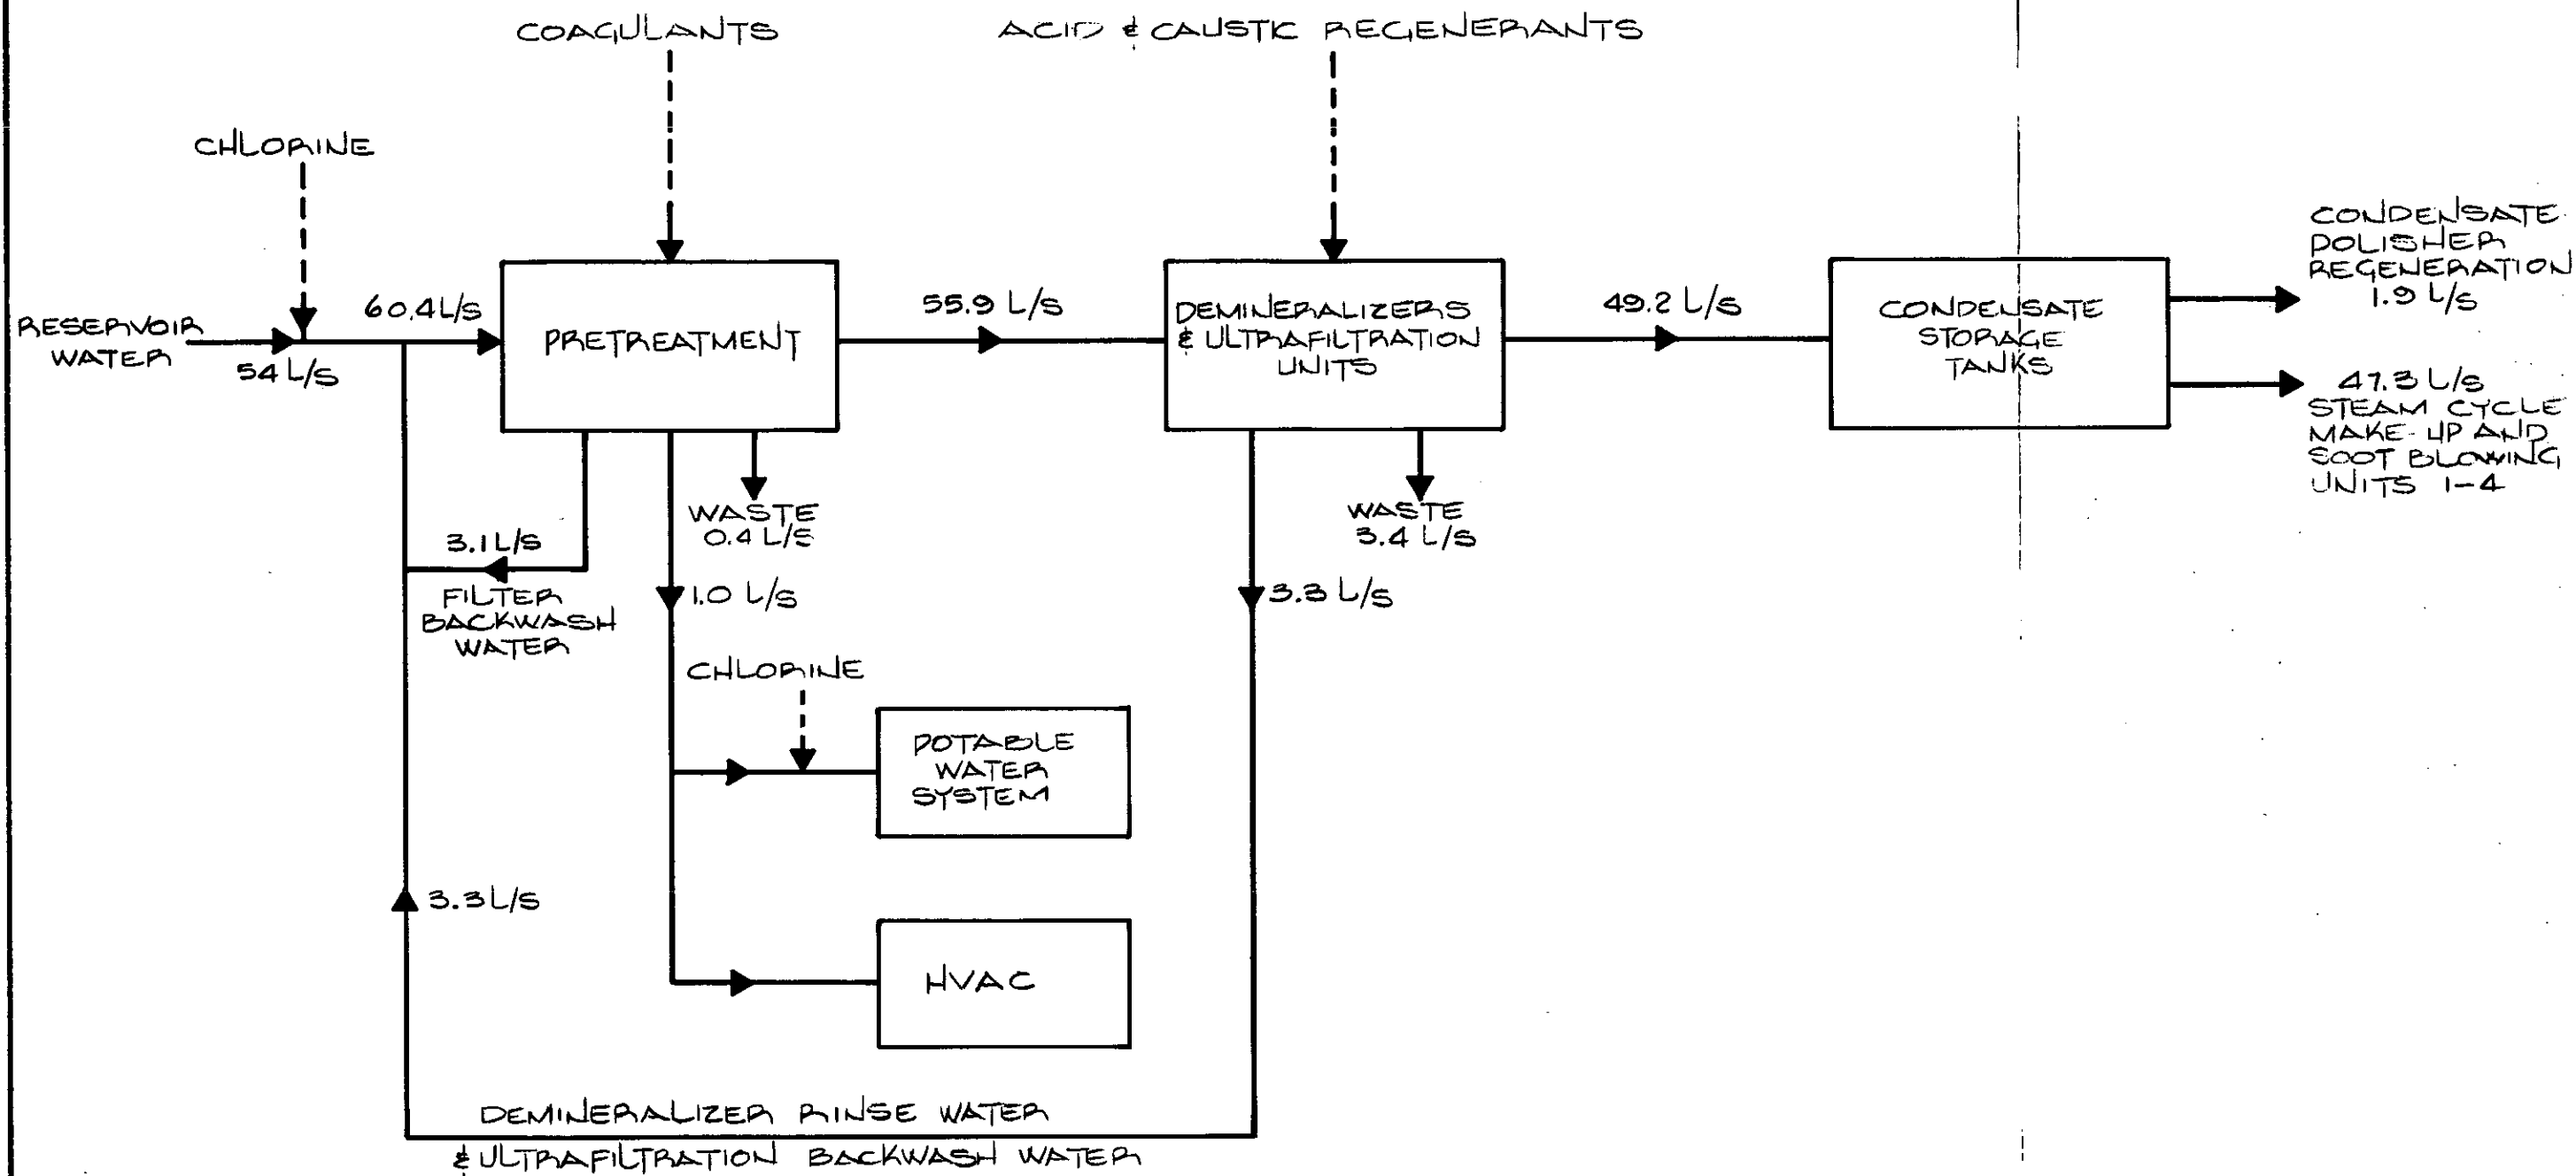 COAGULANTS
ACID & CAUSTIC REGENERANTS
CHLORINE
RESERVOIR
WATER
54 L/S
60.4 L/S
PRETREATMENT
55.9 L/S
DEMINERALIZERS
& ULTRAFILTRATION
UNITS
49.2 L/S
CONDENSATE
STORAGE
TANKS
CONDENSATE
POLISHER
REGENERATION
1.9 L/S
47.3 L/S
STEAM CYCLE
MAKE-UP AND
SOOT BLOWING
UNITS 1-4
WASTE
0.4 L/S
WASTE
3.4 L/S
3.1 L/S
FILTER
BACKWASH
WATER
1.0 L/S
3.3 L/S
CHLORINE
POTABLE
WATER
SYSTEM
3.3 L/S
HVAC
DEMINERALIZER RINSE WATER
& ULTRAFILTRATION BACKWASH WATER